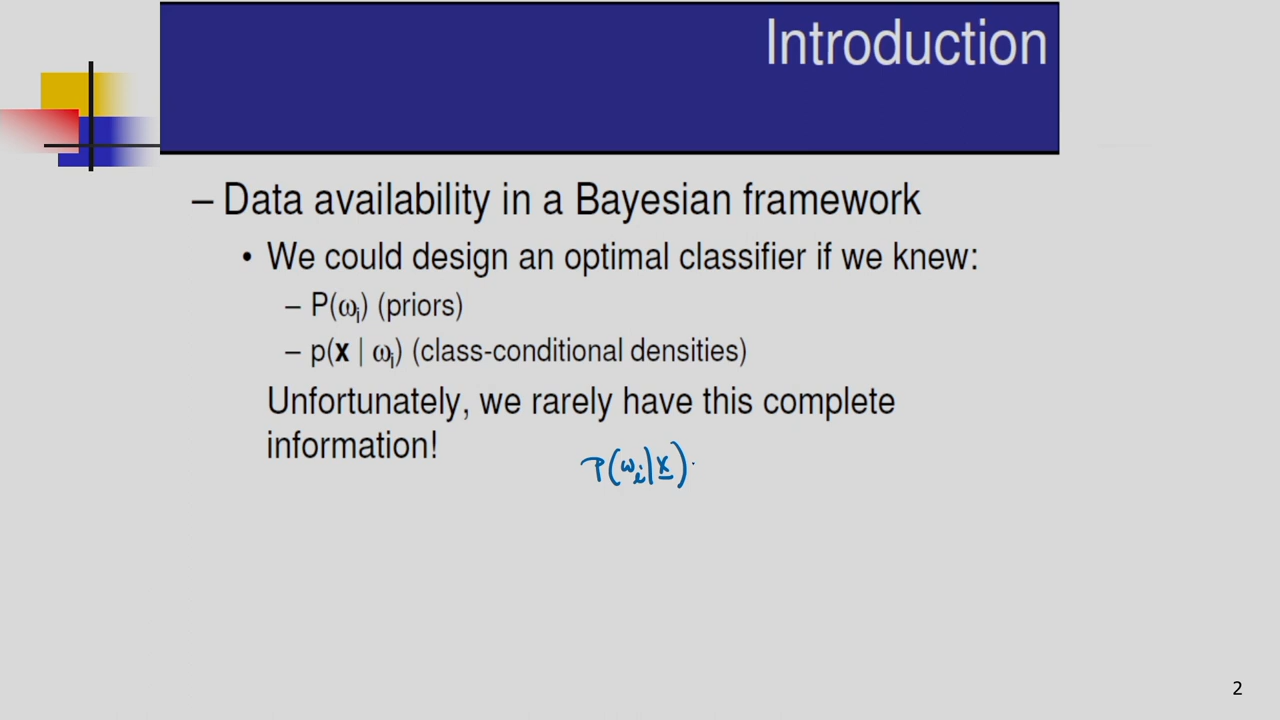 Introduction
– Data availability in a Bayesian framework
• We could design an optimal classifier if we knew:
– P(ωi) (priors)
– p(x | ωi) (class-conditional densities)
Unfortunately, we rarely have this complete
information!
P(ωi|x)
2